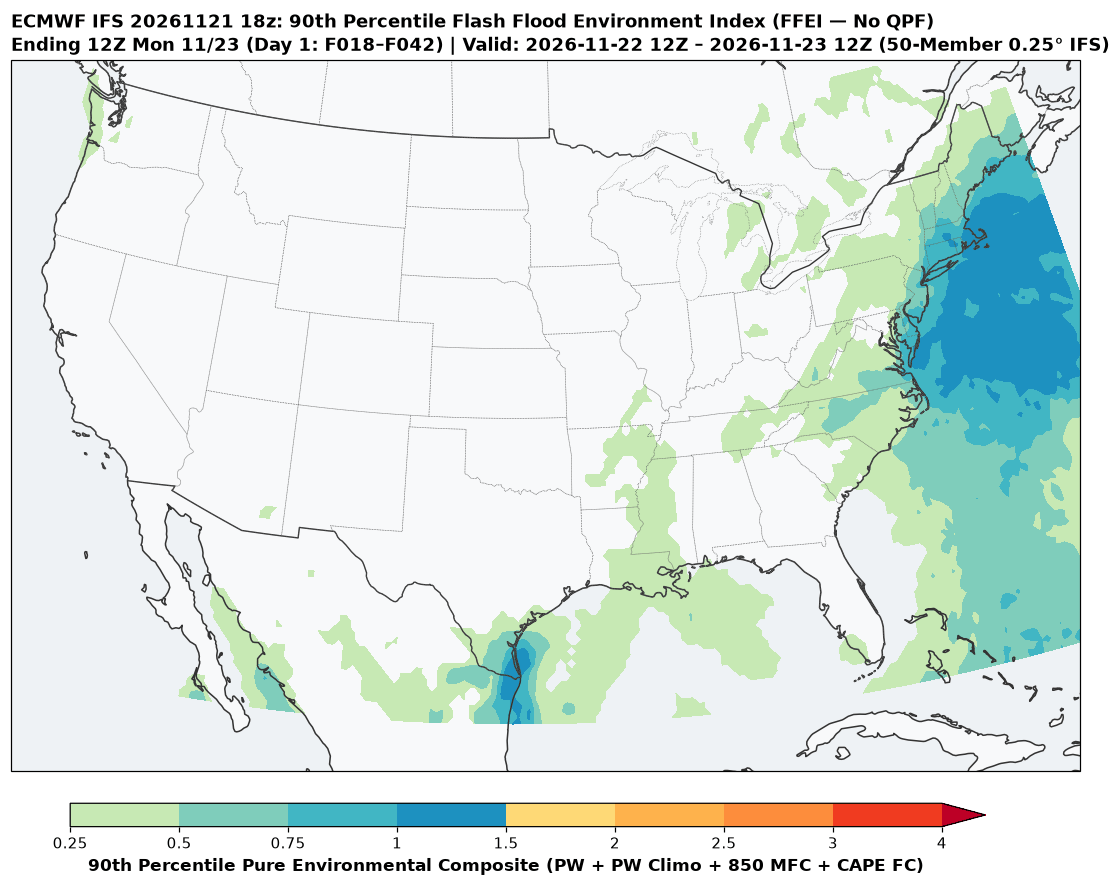 ECMWF IFS 20261121 18z: 90th Percentile Flash Flood Environment Index (FFEI — No QPF)
Ending 12Z Mon 11/23 (Day 1: F018–F042) | Valid: 2026-11-22 12Z – 2026-11-23 12Z (50-Member 0.25° IFS)
0.25 0.5 0.75 1 1.5 2 2.5 3 4
90th Percentile Pure Environmental Composite (PW + PW Climo + 850 MFC + CAPE FC)